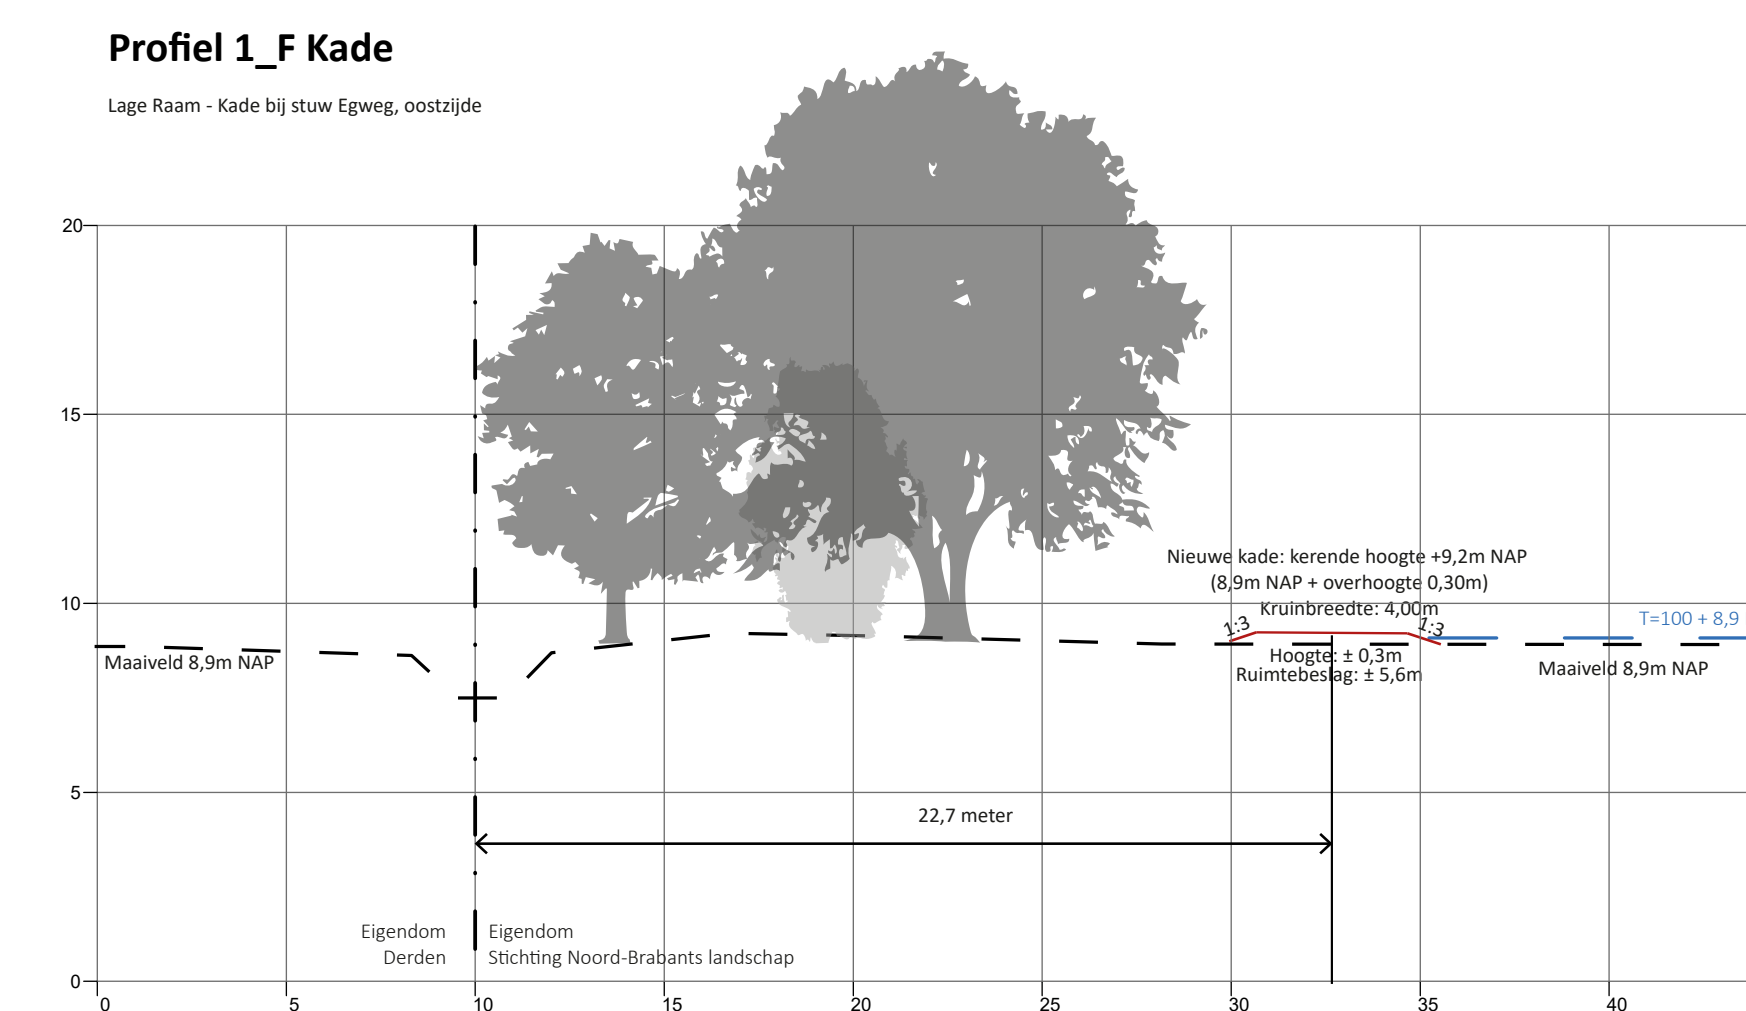 Profiel 1_F Kade
Lage Raam - Kade bij stuw Egweg, oostzijde
20
15
10
5
0
Nieuwe kade: kerende hoogte +9,2m NAP
(8,9m NAP + overhoogte 0,30m)
Kruinbreedte: 4,00m
1:3
1:3
T=100 + 8,9
Maaiveld 8,9m NAP
Hoogte: ± 0,3m
Ruimtebeslag: ± 5,6m
Maaiveld 8,9m NAP
22,7 meter
Eigendom
Derden
Eigendom
Stichting Noord-Brabants landschap
0
5
10
15
20
25
30
35
40